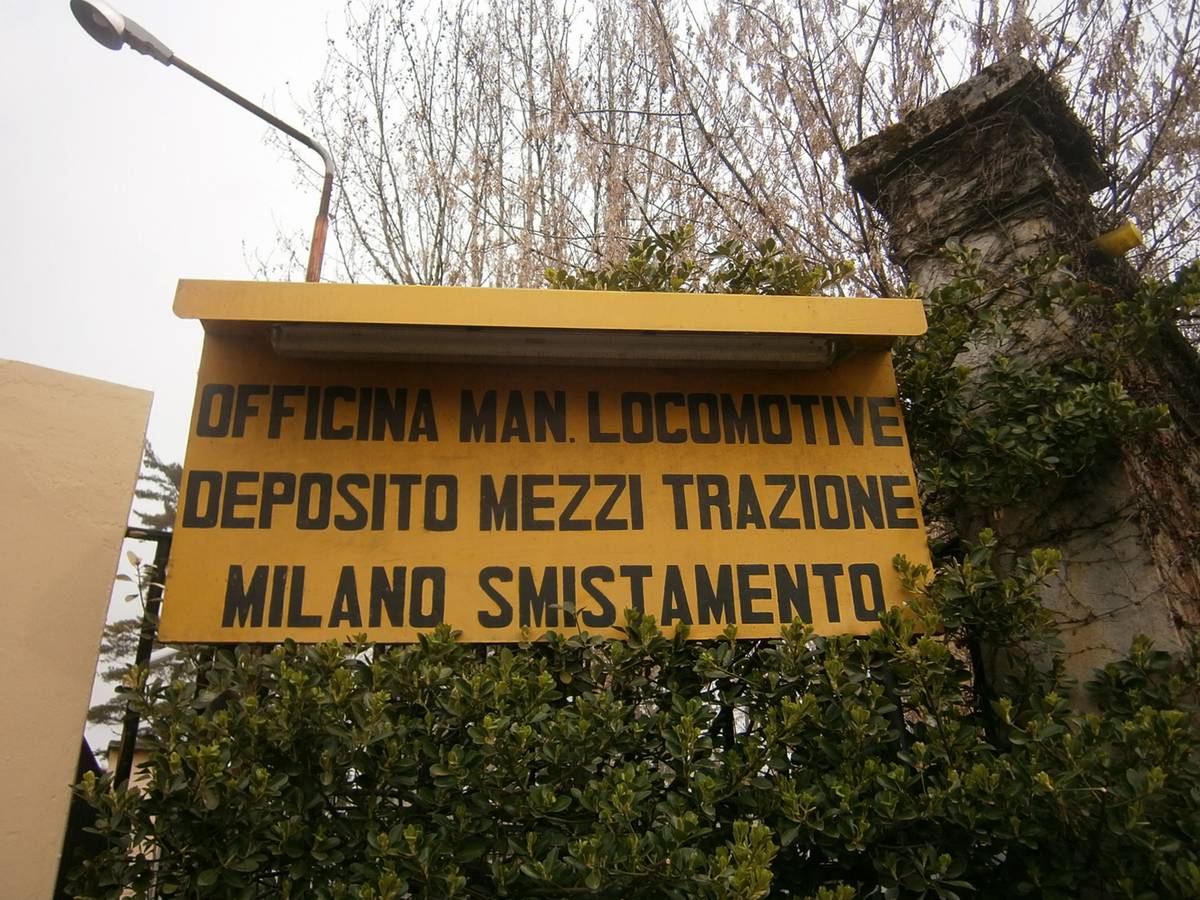 OFFICINA MAN. LOCOMOTIVE
DEPOSITO MEZZI TRAZIONE
MILANO SMISTAMENTO